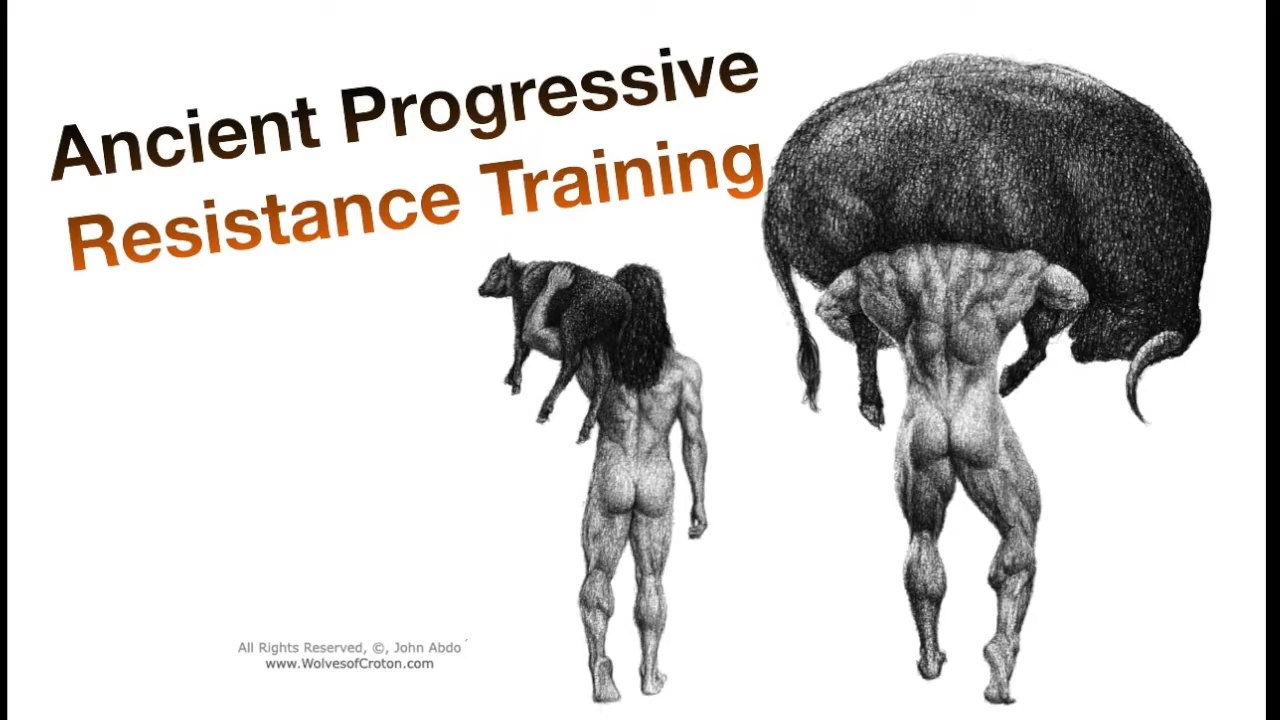 Ancient Progressive
Resistance Training
All Rights Reserved, ©, John Abdo´
www.WolvesofCroton.com